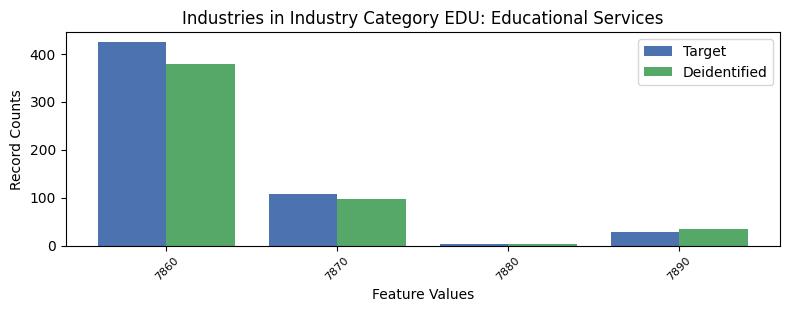 Industries in Industry Category EDU: Educational Services
Target
Deidentified
Record Counts
400
300
200
100
0
7860
7870
7880
7890
Feature Values